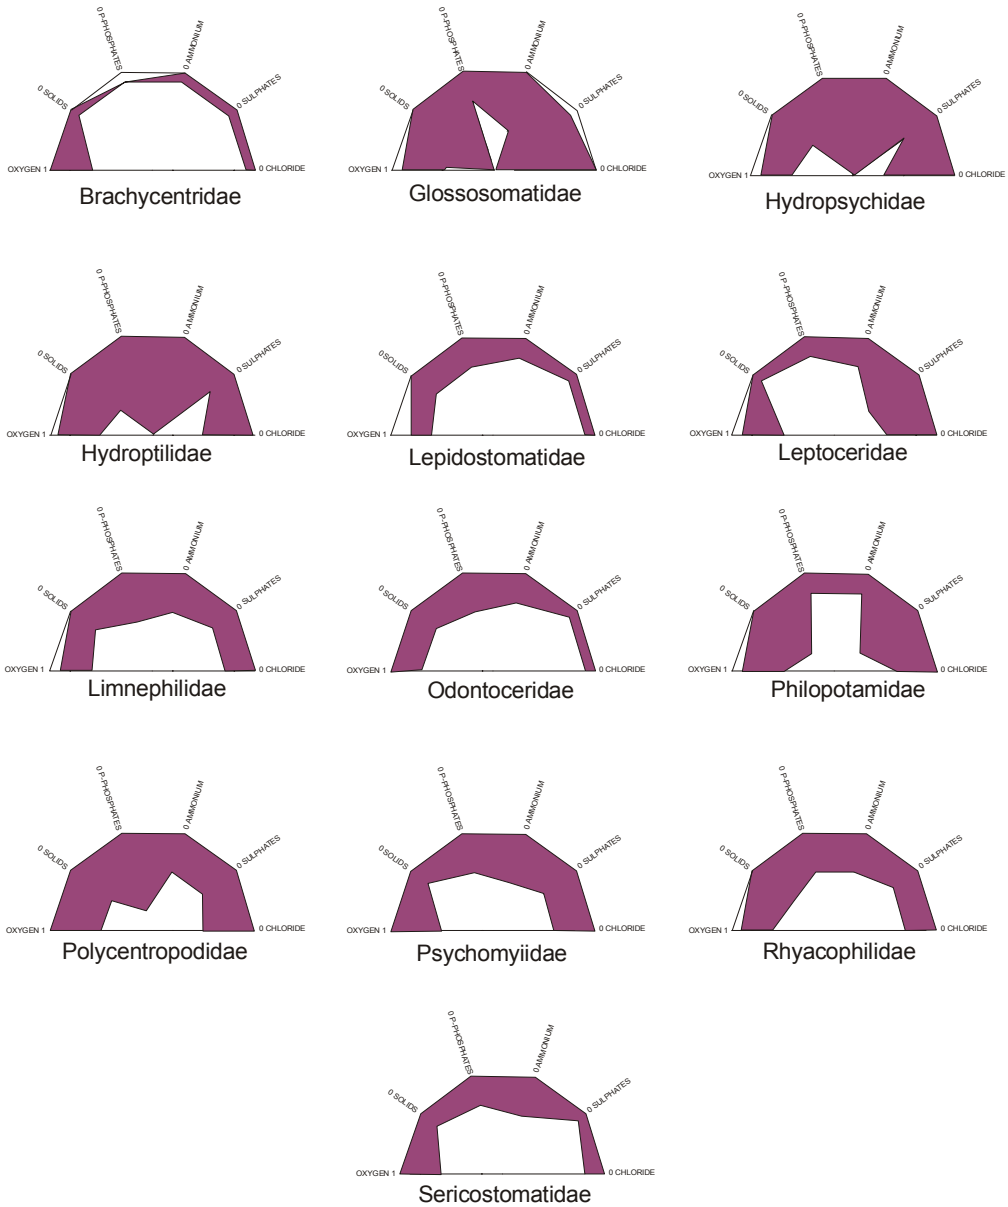 0 P-PHOSPHATES
0 AMMONIUM
0 SOLIDS
0 SULPHATES
OXYGEN 1
0 CHLORIDE
Brachycentridae
0 P-PHOSPHATES
0 AMMONIUM
0 SOLIDS
0 SULPHATES
OXYGEN 1
0 CHLORIDE
Glossosomatidae
0 P-PHOSPHATES
0 AMMONIUM
0 SOLIDS
0 SULPHATES
OXYGEN 1
0 CHLORIDE
Hydropsychidae
0 P-PHOSPHATES
0 AMMONIUM
0 SOLIDS
0 SULPHATES
OXYGEN 1
0 CHLORIDE
Hydroptilidae
0 P-PHOSPHATES
0 AMMONIUM
0 SOLIDS
0 SULPHATES
OXYGEN 1
0 CHLORIDE
Lepidostomatidae
0 P-PHOSPHATES
0 AMMONIUM
0 SOLIDS
0 SULPHATES
OXYGEN 1
0 CHLORIDE
Leptoceridae
0 P-PHOSPHATES
0 AMMONIUM
0 SOLIDS
0 SULPHATES
OXYGEN 1
0 CHLORIDE
Limnephilidae
0 P-PHOSPHATES
0 AMMONIUM
0 SOLIDS
0 SULPHATES
OXYGEN 1
0 CHLORIDE
Odontoceridae
0 P-PHOSPHATES
0 AMMONIUM
0 SOLIDS
0 SULPHATES
OXYGEN 1
0 CHLORIDE
Philopotamidae
0 P-PHOSPHATES
0 AMMONIUM
0 SOLIDS
0 SULPHATES
OXYGEN 1
0 CHLORIDE
Polycentropodidae
0 P-PHOSPHATES
0 AMMONIUM
0 SOLIDS
0 SULPHATES
OXYGEN 1
0 CHLORIDE
Psychomyiidae
0 P-PHOSPHATES
0 AMMONIUM
0 SOLIDS
0 SULPHATES
OXYGEN 1
0 CHLORIDE
Rhyacophilidae
0 P-PHOSPHATES
0 AMMONIUM
0 SOLIDS
0 SULPHATES
OXYGEN 1
0 CHLORIDE
Sericostomatidae